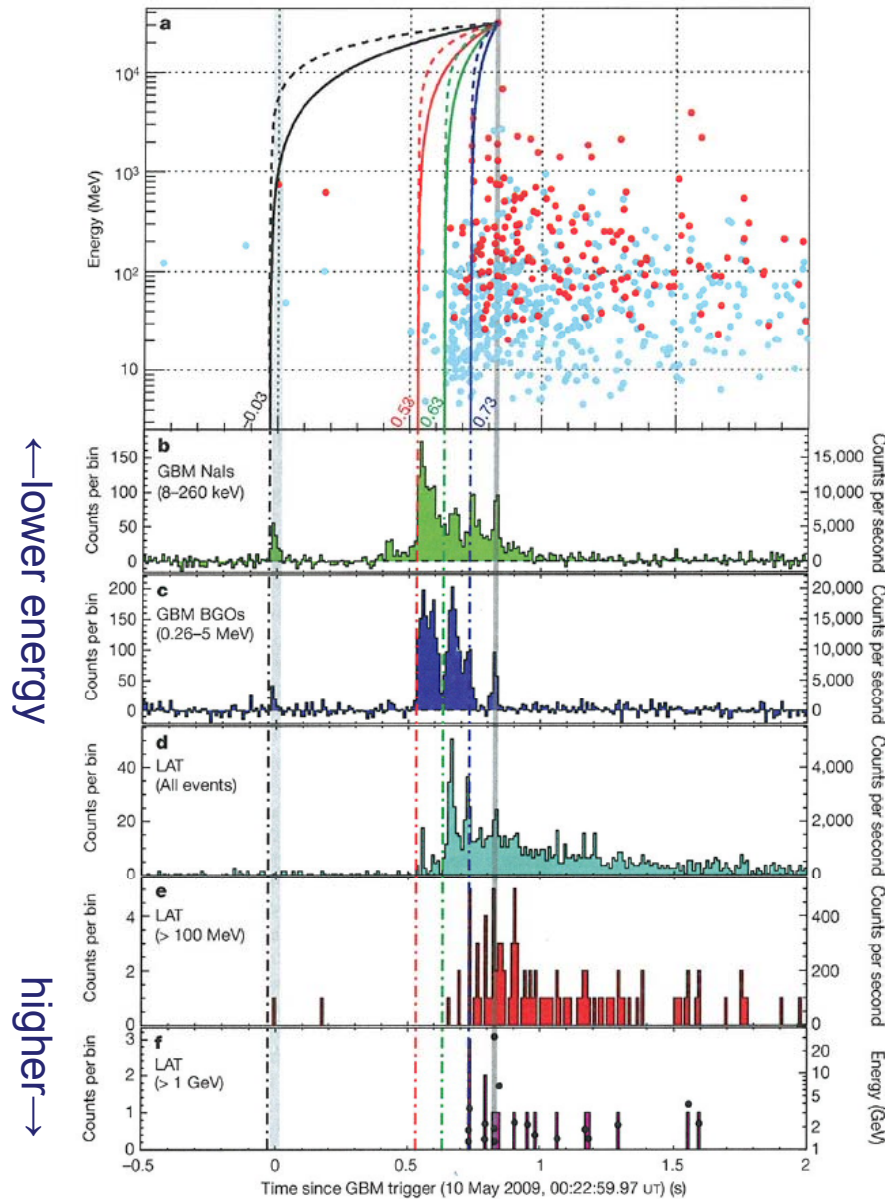 a
Energy (MeV)
10⁴
10³
10²
10
−0.03
0.53
0.63
0.73
b
GBM NaIs
(8–260 keV)
Counts per bin
150
100
50
0
15,000
10,000
5,000
0
Counts per second
c
GBM BGOs
(0.26–5 MeV)
Counts per bin
200
150
100
50
0
20,000
15,000
10,000
5,000
0
Counts per second
d
LAT
(All events)
Counts per bin
40
20
0
4,000
2,000
0
Counts per second
e
LAT
(> 100 MeV)
Counts per bin
4
2
0
400
200
0
Counts per second
f
LAT
(> 1 GeV)
Counts per bin
3
2
1
0
20
10
5
2
1
Energy (GeV)
−0.5
0
0.5
1
1.5
2
Time since GBM trigger (10 May 2009, 00:22:59.97 UT) (s)
←lower energy
higher→